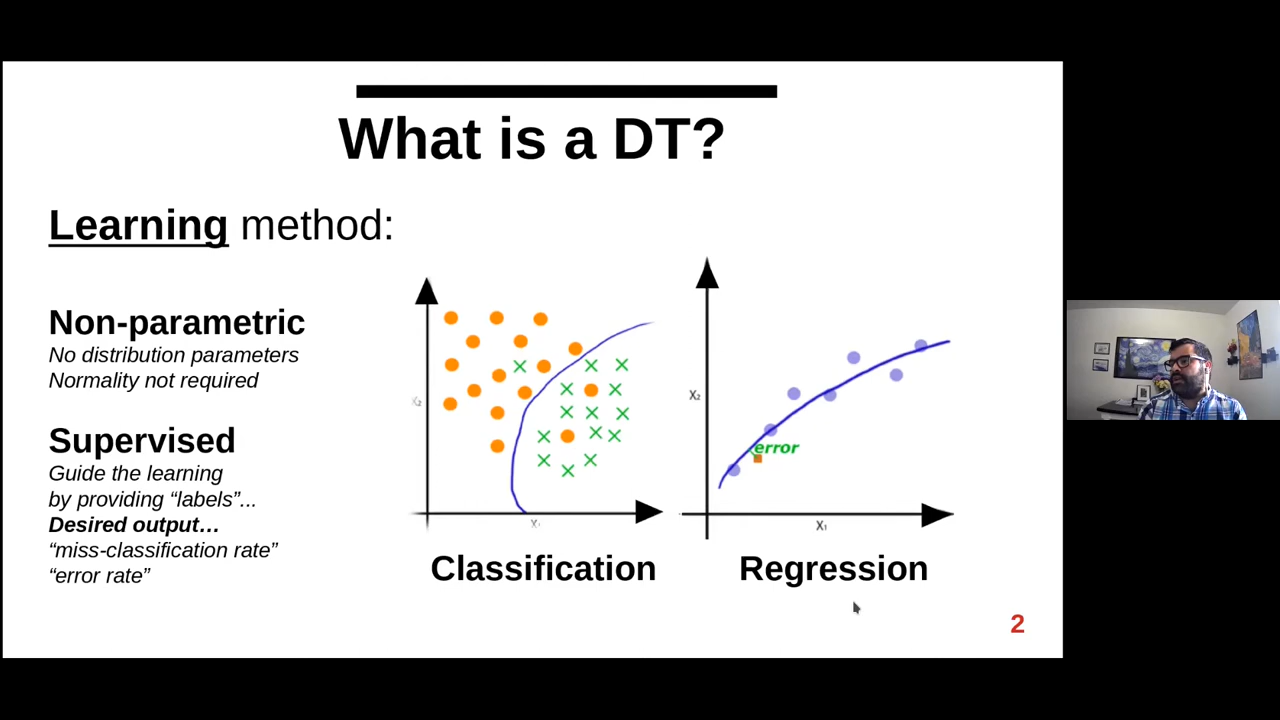 What is a DT?
Learning method:
Non-parametric
No distribution parameters
Normality not required
Supervised
Guide the learning
by providing “labels”...
Desired output…
“miss-classification rate”
“error rate”
X₂
X₁
Classification
X₂
error
X₁
Regression
2